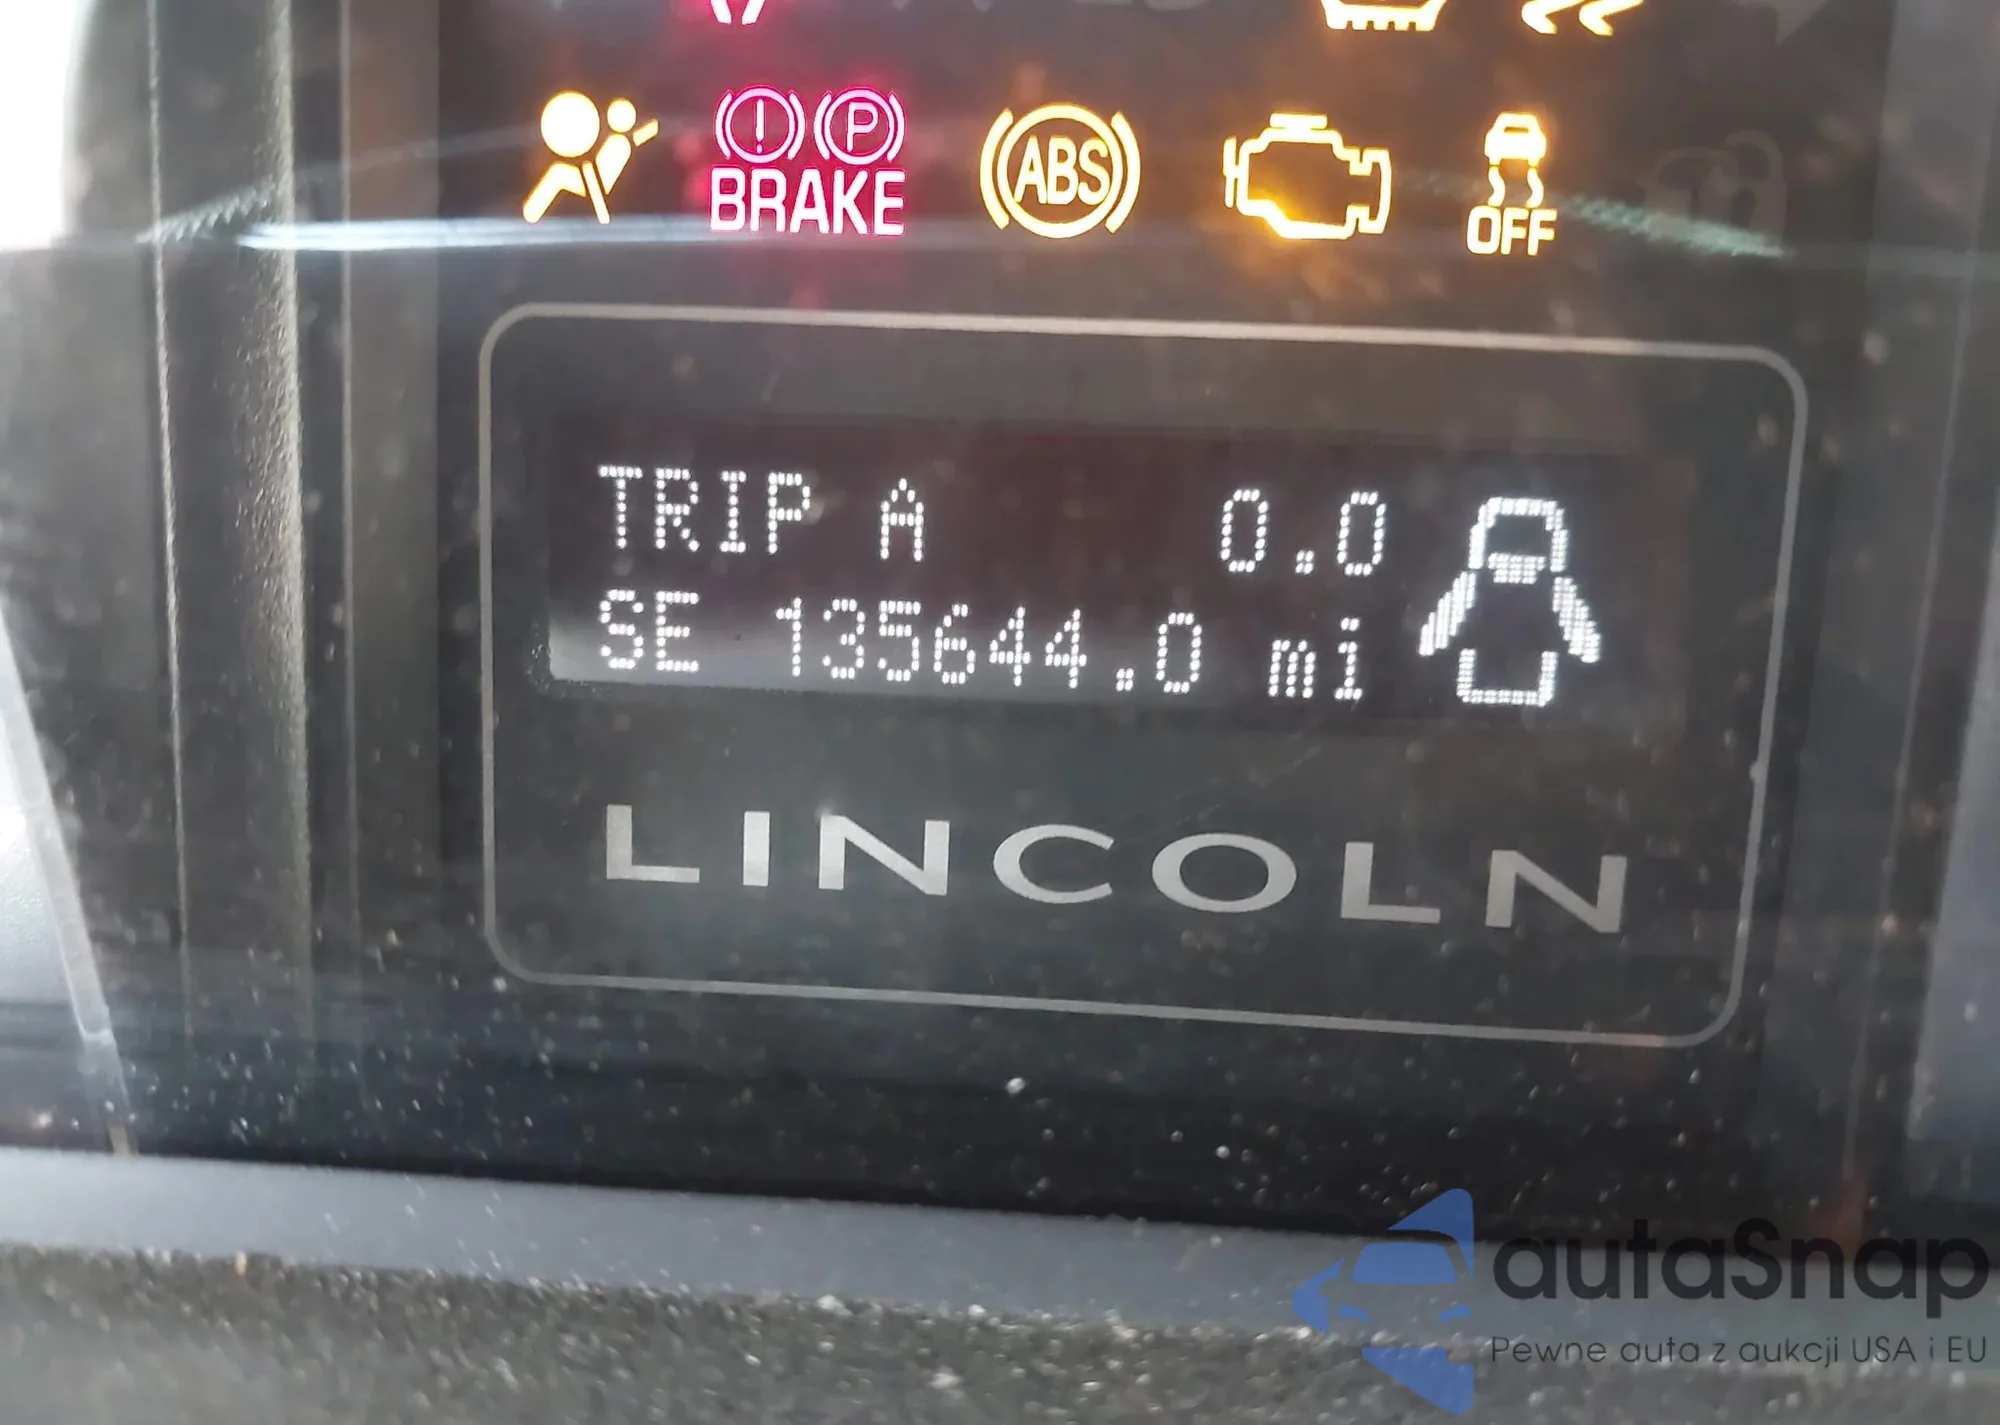 ! P
BRAKE
ABS
OFF
TRIP A 0.0
SE 135644.0 mi
LINCOLN
autaSnap
Pewne auta z aukcji USA i EU